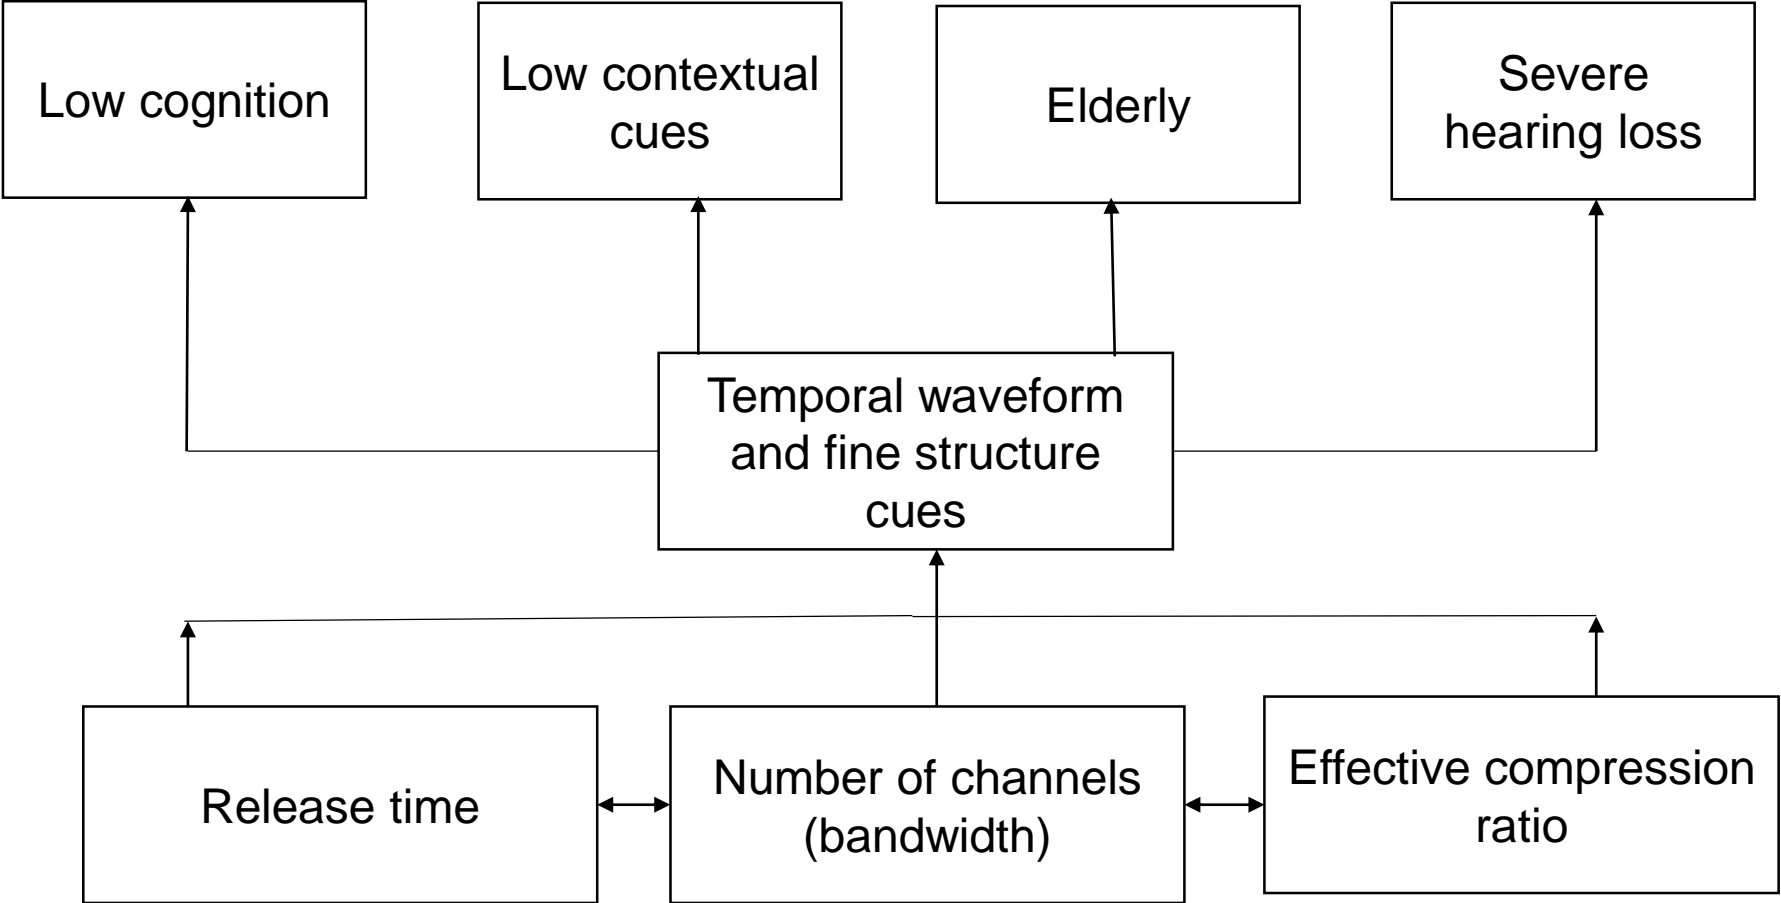 Low cognition
Low contextual
cues
Elderly
Severe
hearing loss
Temporal waveform
and fine structure
cues
Release time
Number of channels
(bandwidth)
Effective compression
ratio